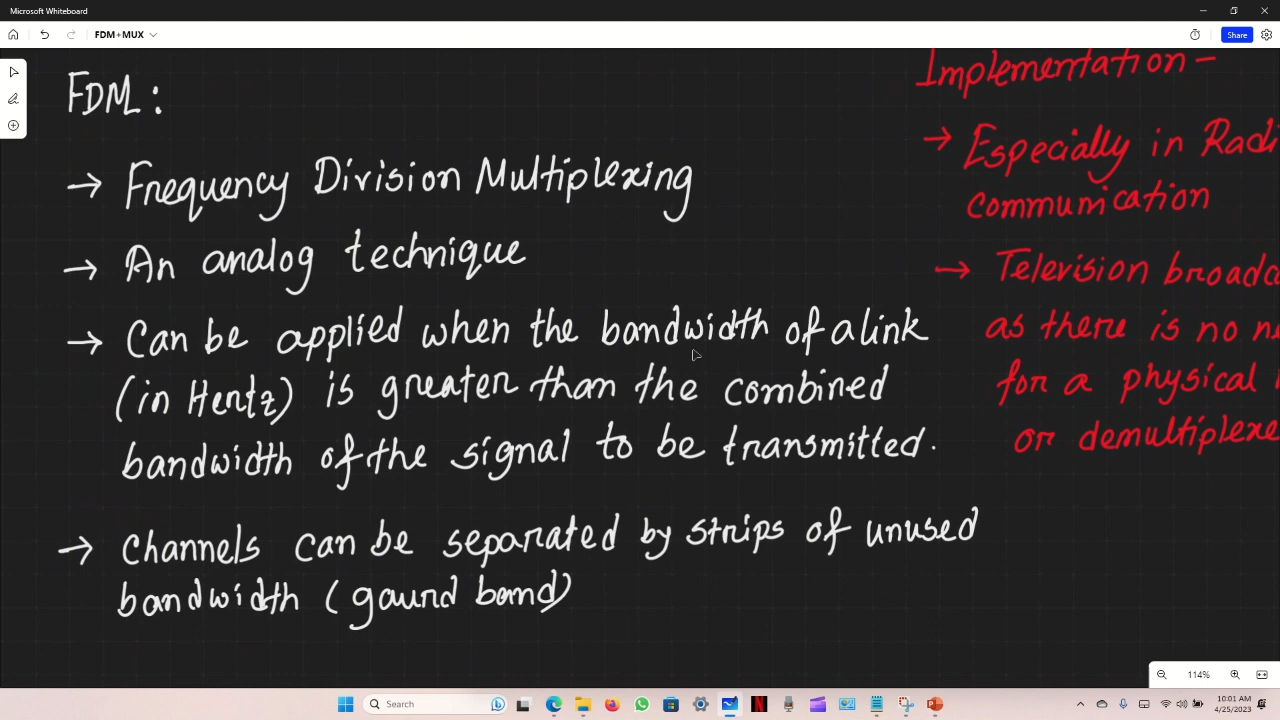 Microsoft Whiteboard
FDM+MUX
Share
FDM:
→ Frequency Division Multiplexing
→ An analog technique
→ Can be applied when the bandwidth of a link
(in Hertz) is greater than the combined
bandwidth of the signal to be transmitted.
→ Channels can be separated by strips of unused
bandwidth (gaurd band)
Implementation -
→ Especially in Radi
communication
→ Television broadca
as there is no n
for a physical
or demultiplexe
114%
Search
10:01 AM
4/25/2023